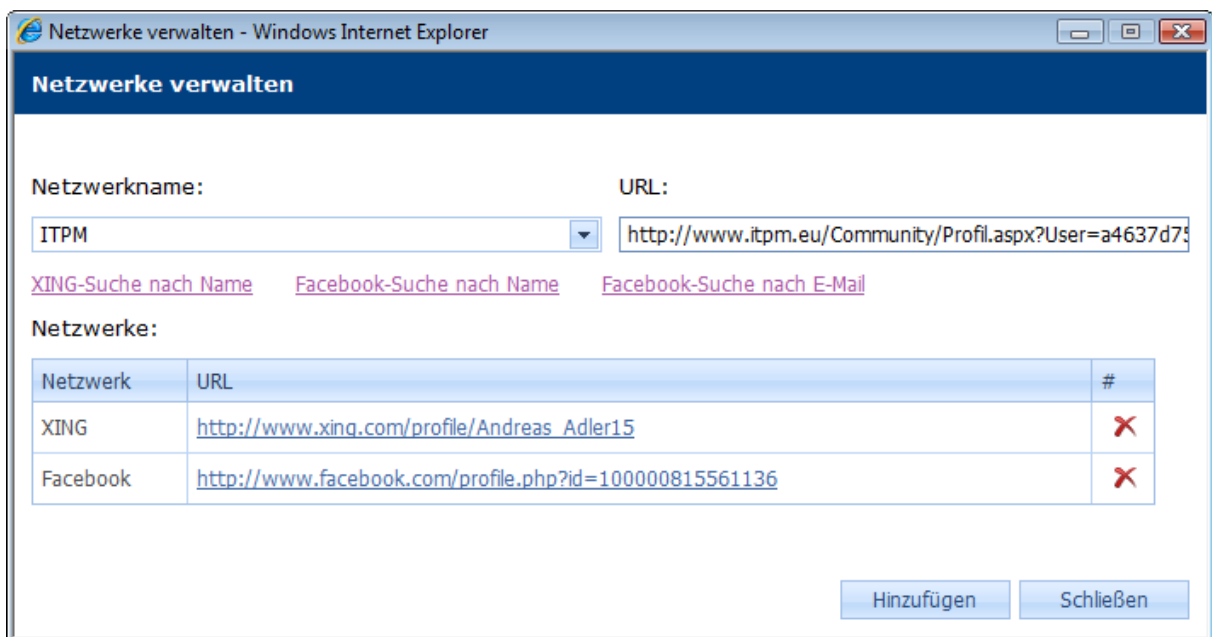 Netzwerke verwalten - Windows Internet Explorer
Netzwerke verwalten
Netzwerkname: URL:
ITPM http://www.itpm.eu/Community/Profil.aspx?User=a4637d75
XING-Suche nach Name Facebook-Suche nach Name Facebook-Suche nach E-Mail
Netzwerke:
Netzwerk URL #
XING http://www.xing.com/profile/Andreas_Adler15
Facebook http://www.facebook.com/profile.php?id=100000815561136
Hinzufügen Schließen